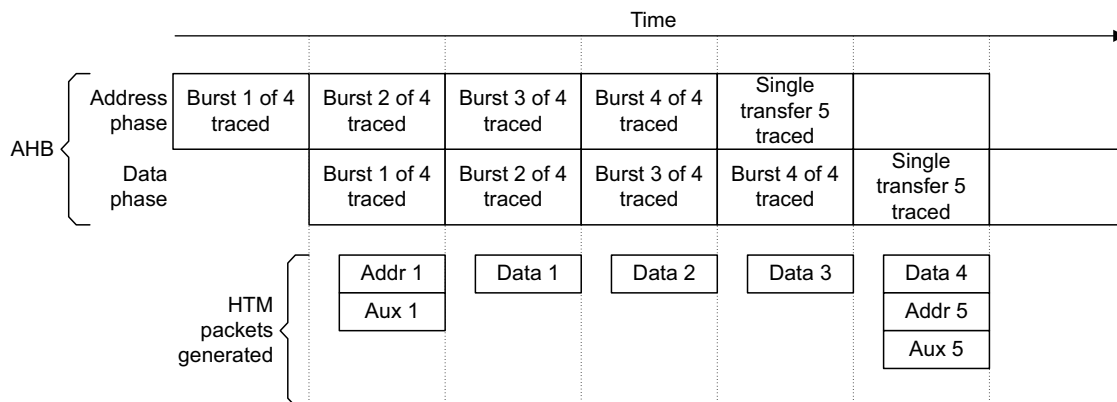 Time
Address
phase
Burst 1 of 4
traced
Burst 2 of 4
traced
Burst 3 of 4
traced
Burst 4 of 4
traced
Single
transfer 5
traced
AHB
Data
phase
Burst 1 of 4
traced
Burst 2 of 4
traced
Burst 3 of 4
traced
Burst 4 of 4
traced
Single
transfer 5
traced
HTM
packets
generated
Addr 1
Aux 1
Data 1
Data 2
Data 3
Data 4
Addr 5
Aux 5